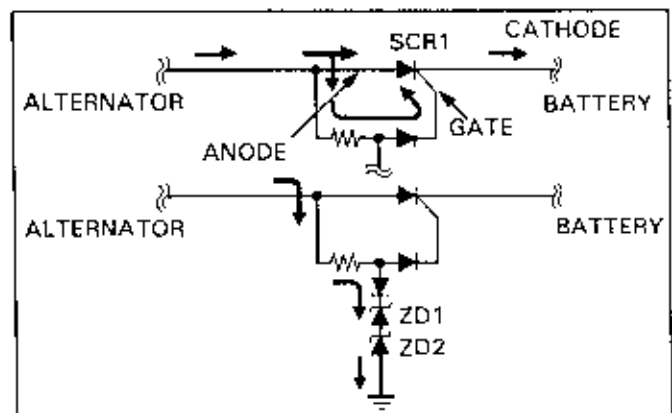 CATHODE
SCR1
ALTERNATOR
BATTERY
GATE
ANODE
ALTERNATOR
BATTERY
ZD1
ZD2